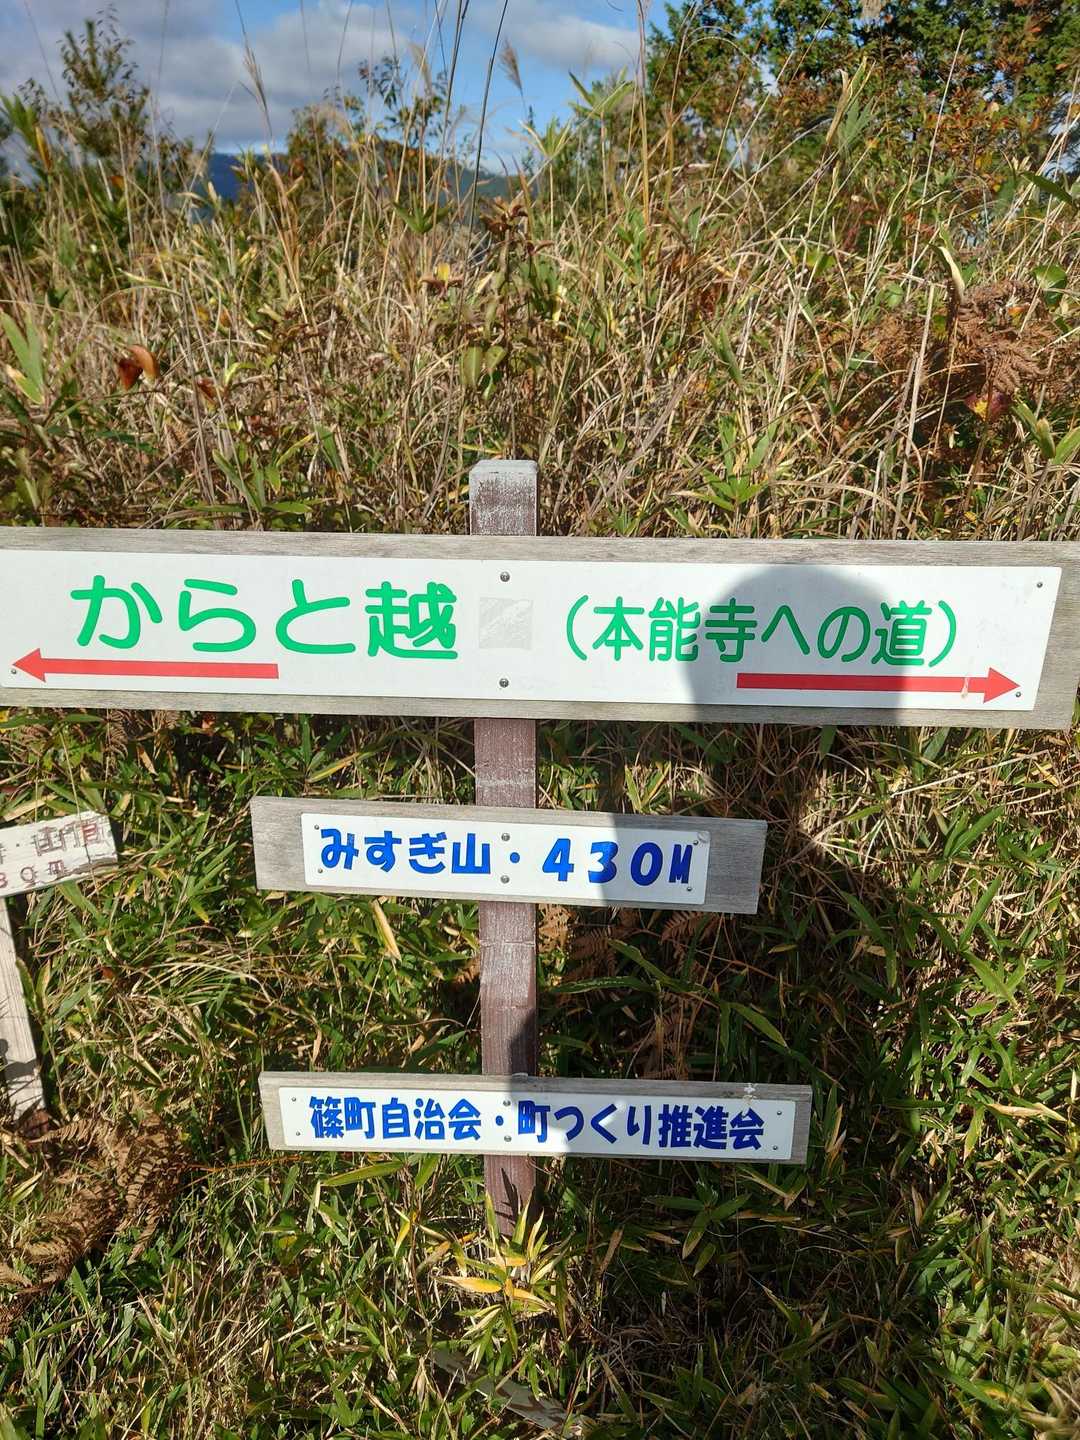 からと越 （本能寺への道）
みすぎ山・430M
篠町自治会・町つくり推進会